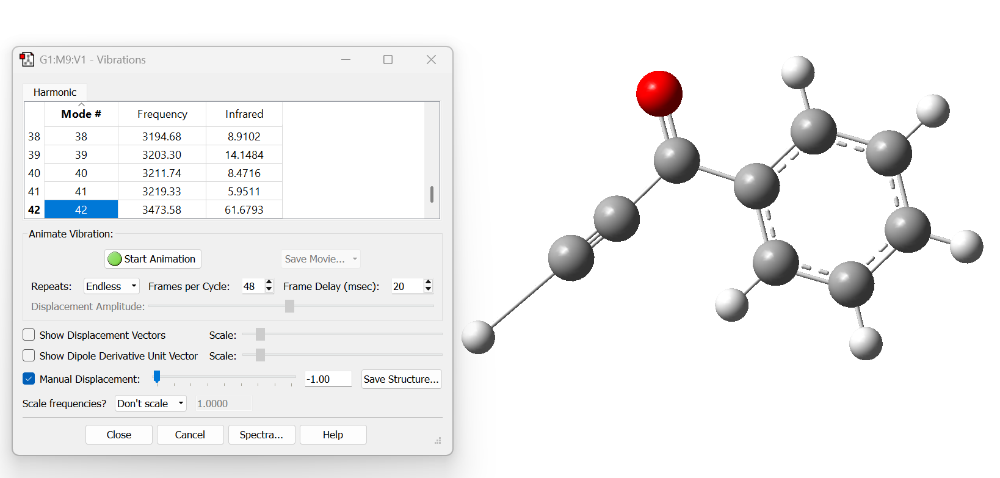 G1:M9:V1 - Vibrations
Harmonic
Mode # Frequency Infrared
38 38 3194.68 8.9102
39 39 3203.30 14.1484
40 40 3211.74 8.4716
41 41 3219.33 5.9511
42 42 3473.58 61.6793
Animate Vibration:
Start Animation Save Movie...
Repeats: Endless Frames per Cycle: 48 Frame Delay (msec): 20
Displacement Amplitude:
Show Displacement Vectors Scale:
Show Dipole Derivative Unit Vector Scale:
Manual Displacement: -1.00 Save Structure...
Scale frequencies? Don't scale 1.0000
Close Cancel Spectra... Help